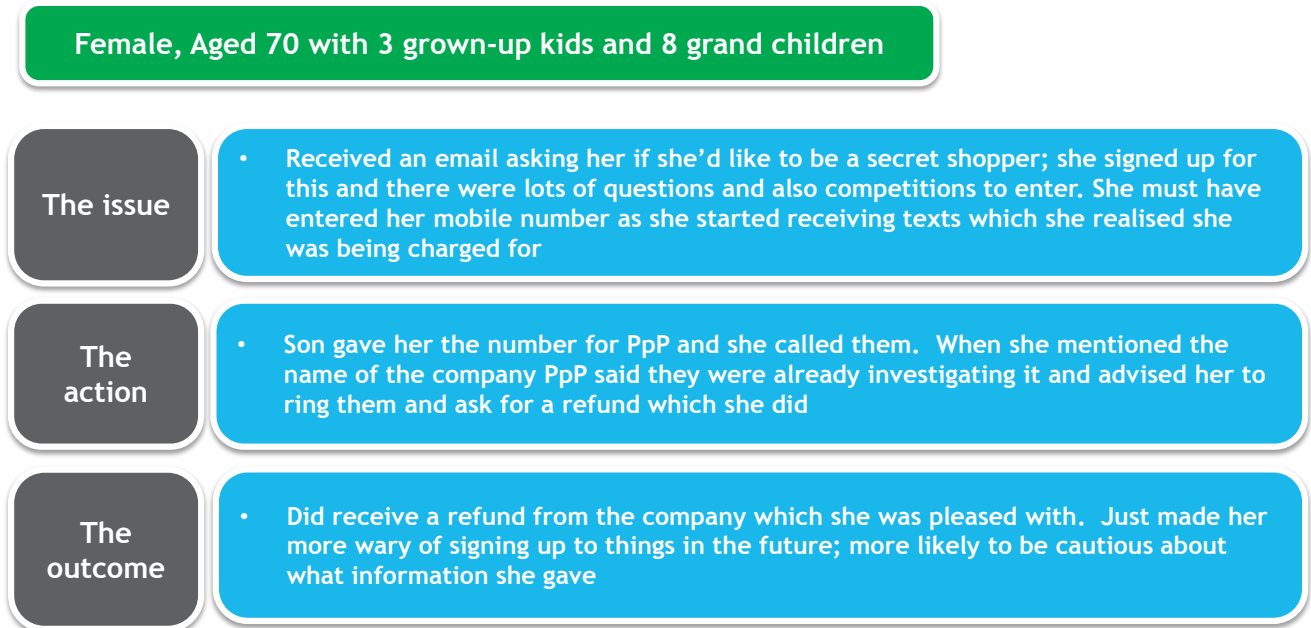 Female, Aged 70 with 3 grown-up kids and 8 grand children
The issue
• Received an email asking her if she’d like to be a secret shopper; she signed up for
this and there were lots of questions and also competitions to enter. She must have
entered her mobile number as she started receiving texts which she realised she
was being charged for
The
action
• Son gave her the number for PpP and she called them.  When she mentioned the
name of the company PpP said they were already investigating it and advised her to
ring them and ask for a refund which she did
The
outcome
• Did receive a refund from the company which she was pleased with.  Just made her
more wary of signing up to things in the future; more likely to be cautious about
what information she gave